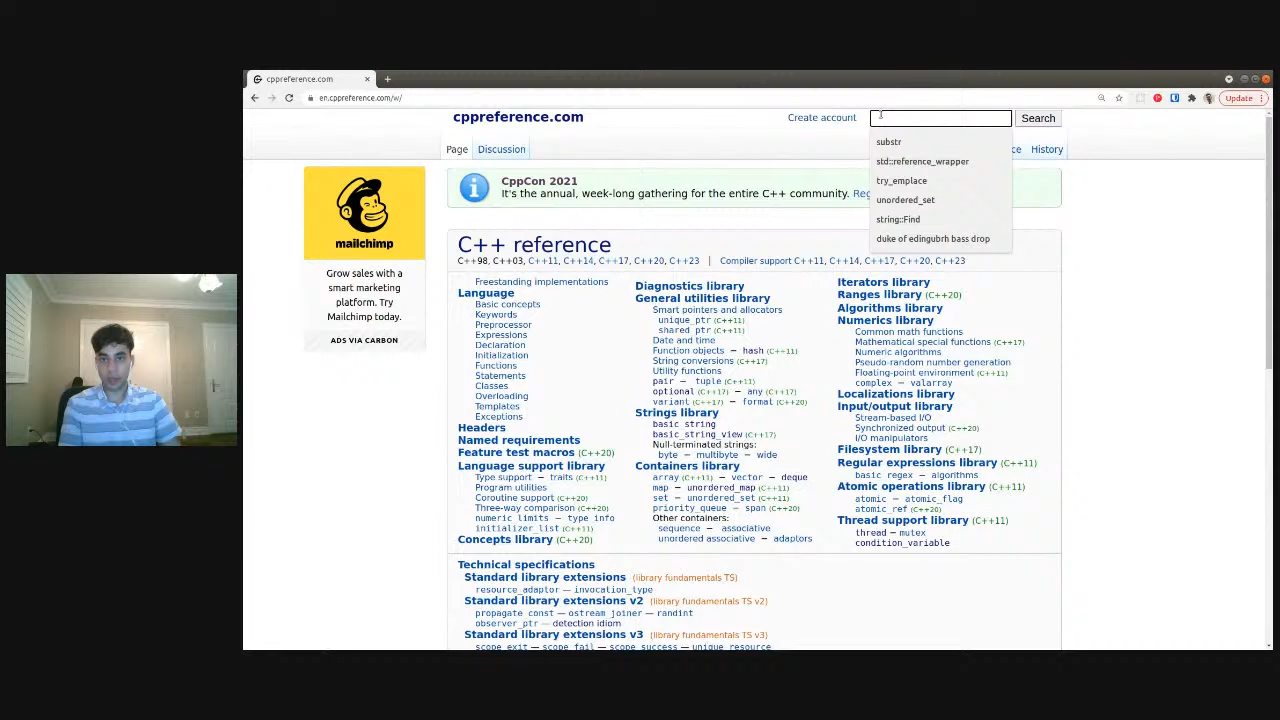 cppreference.com
Update
en.cppreference.com/w/
cppreference.com
Create account
Search
Page
Discussion
ce
History
substr
std::reference_wrapper
try_emplace
unordered_set
string::Find
duke of edingubrh bass drop
mailchimp
Grow sales with a
smart marketing
platform. Try
Mailchimp today.
ADS VIA CARBON
CppCon 2021
It's the annual, week-long gathering for the entire C++ community. Reg
C++ reference
C++98, C++03, C++11, C++14, C++17, C++20, C++23 | Compiler support C++11, C++14, C++17, C++20, C++23
Freestanding implementations
Language
Basic concepts
Keywords
Preprocessor
Expressions
Declaration
Initialization
Functions
Statements
Classes
Overloading
Templates
Exceptions
Headers
Named requirements
Feature test macros (C++20)
Language support library
Type support – traits (C++11)
Program utilities
Coroutine support (C++20)
Three-way comparison (C++20)
numeric_limits – type_info
initializer_list (C++11)
Concepts library (C++20)
Diagnostics library
General utilities library
Smart pointers and allocators
unique_ptr (C++11)
shared_ptr (C++11)
Date and time
Function objects – hash (C++11)
String conversions (C++17)
Utility functions
pair – tuple (C++11)
optional (C++17) – any (C++17)
variant (C++17) – format (C++20)
Strings library
basic_string
basic_string_view (C++17)
Null-terminated strings:
byte – multibyte – wide
Containers library
array (C++11) – vector – deque
map – unordered_map (C++11)
set – unordered_set (C++11)
priority_queue – span (C++20)
Other containers:
sequence – associative
unordered associative – adaptors
Iterators library
Ranges library (C++20)
Algorithms library
Numerics library
Common math functions
Mathematical special functions (C++17)
Numeric algorithms
Pseudo-random number generation
Floating-point environment (C++11)
complex – valarray
Localizations library
Input/output library
Stream-based I/O
Synchronized output (C++20)
I/O manipulators
Filesystem library (C++17)
Regular expressions library (C++11)
basic_regex – algorithms
Atomic operations library (C++11)
atomic – atomic_flag
atomic_ref (C++20)
Thread support library (C++11)
thread – mutex
condition_variable
Technical specifications
Standard library extensions (library fundamentals TS)
resource_adaptor — invocation_type
Standard library extensions v2 (library fundamentals TS v2)
propagate_const — ostream_joiner — randint
observer_ptr — detection idiom
Standard library extensions v3 (library fundamentals TS v3)
scope_exit — scope_fail — scope_success — unique_resource